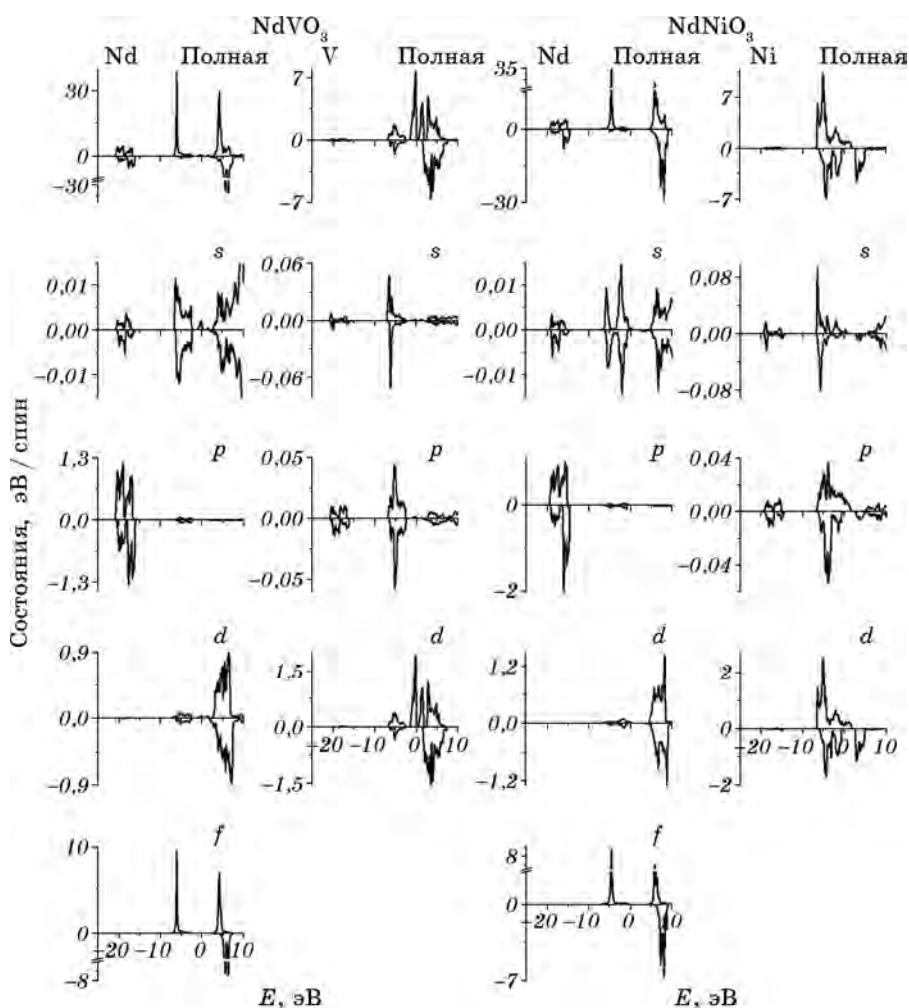 NdVO3 NdNiO3
Nd Полная V Полная Nd Полная Ni Полная
30 0 −30
7 0 −7
35 0 −30
7 0 −7
s s s s
0,01 0,00 −0,01
0,06 0,00 −0,06
0,01 0,00 −0,01
0,08 0,00 −0,08
p p p p
1,3 0,0 −1,3
0,05 0,00 −0,05
0 −2
0,04 0,00 −0,04
d d d d
0,9 0,0 −0,9
1,5 0,0 −1,5
−20 −10 0 10
1,2 0,0 −1,2
2 0 −2
−20 −10 0 10
f f
10 0 −8
−20 −10 0 10
8 0 −7
−20 −10 0 10
Состояния, эВ / спин
E, эВ E, эВ